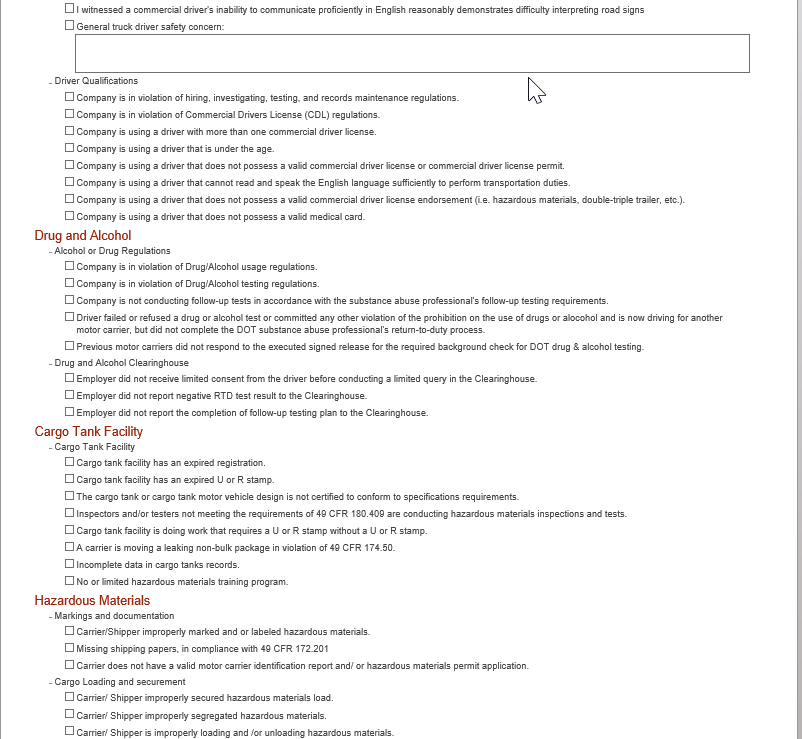 I witnessed a commercial driver's inability to communicate proficiently in English reasonably demonstrates difficulty interpreting road signs
General truck driver safety concern:
Driver Qualifications
Company is in violation of hiring, investigating, testing, and records maintenance regulations.
Company is in violation of Commercial Drivers License (CDL) regulations.
Company is using a driver with more than one commercial driver license.
Company is using a driver that is under the age.
Company is using a driver that does not possess a valid commercial driver license or commercial driver license permit.
Company is using a driver that cannot read and speak the English language sufficiently to perform transportation duties.
Company is using a driver that does not possess a valid commercial driver license endorsement (i.e. hazardous materials, double-triple trailer, etc.).
Company is using a driver that does not possess a valid medical card.
Drug and Alcohol
Alcohol or Drug Regulations
Company is in violation of Drug/Alcohol usage regulations.
Company is in violation of Drug/Alcohol testing regulations.
Company is not conducting follow-up tests in accordance with the substance abuse professional's follow-up testing requirements.
Driver failed or refused a drug or alcohol test or committed any other violation of the prohibition on the use of drugs or alocohol and is now driving for another
motor carrier, but did not complete the DOT substance abuse professional's return-to-duty process.
Previous motor carriers did not respond to the executed signed release for the required background check for DOT drug & alcohol testing.
Drug and Alcohol Clearinghouse
Employer did not receive limited consent from the driver before conducting a limited query in the Clearinghouse.
Employer did not report negative RTD test result to the Clearinghouse.
Employer did not report the completion of follow-up testing plan to the Clearinghouse.
Cargo Tank Facility
Cargo Tank Facility
Cargo tank facility has an expired registration.
Cargo tank facility has an expired U or R stamp.
The cargo tank or cargo tank motor vehicle design is not certified to conform to specifications requirements.
Inspectors and/or testers not meeting the requirements of 49 CFR 180.409 are conducting hazardous materials inspections and tests.
Cargo tank facility is doing work that requires a U or R stamp without a U or R stamp.
A carrier is moving a leaking non-bulk package in violation of 49 CFR 174.50.
Incomplete data in cargo tanks records.
No or limited hazardous materials training program.
Hazardous Materials
Markings and documentation
Carrier/Shipper improperly marked and or labeled hazardous materials.
Missing shipping papers, in compliance with 49 CFR 172.201
Carrier does not have a valid motor carrier identification report and/ or hazardous materials permit application.
Cargo Loading and securement
Carrier/ Shipper improperly secured hazardous materials load.
Carrier/ Shipper improperly segregated hazardous materials.
Carrier/ Shipper is improperly loading and /or unloading hazardous materials.